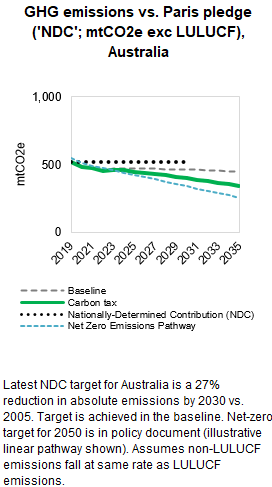 GHG emissions vs. Paris pledge
('NDC'; mtCO2e exc LULUCF),
Australia
1,000
500
0
mtCO2e
2019
2021
2023
2025
2027
2029
2031
2033
2035
Baseline
Carbon tax
Nationally-Determined Contribution (NDC)
Net Zero Emissions Pathway
Latest NDC target for Australia is a 27%
reduction in absolute emissions by 2030 vs.
2005. Target is achieved in the baseline. Net-zero
target for 2050 is in policy document (illustrative
linear pathway shown). Assumes non-LULUCF
emissions fall at same rate as LULUCF
emissions.